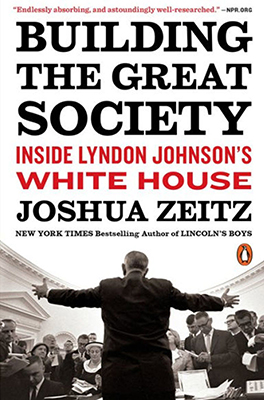 "Endlessly absorbing, and astoundingly well-researched." —NPR.ORG
BUILDING
THE GREAT
SOCIETY
INSIDE LYNDON JOHNSON'S
WHITE HOUSE
JOSHUA ZEITZ
NEW YORK TIMES Bestselling Author of LINCOLN'S BOYS